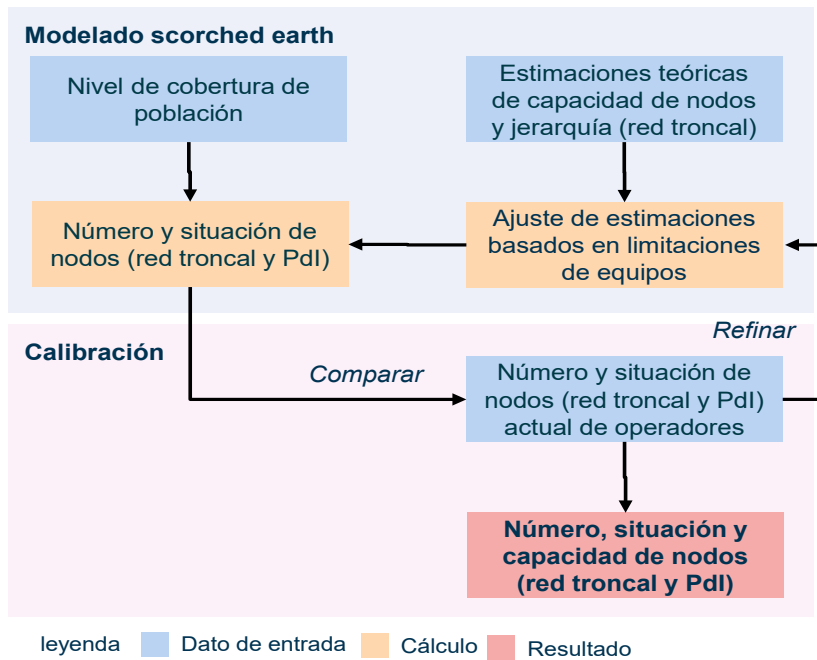 Modelado scorched earth
Nivel de cobertura de
población
Estimaciones teóricas
de capacidad de nodos
y jerarquía (red troncal)
Número y situación de
nodos (red troncal y PdI)
Ajuste de estimaciones
basados en limitaciones
de equipos
Refinar
Calibración
Comparar
Número y situación de
nodos (red troncal y PdI)
actual de operadores
Número, situación y
capacidad de nodos
(red troncal y PdI)
leyenda Dato de entrada Cálculo Resultado